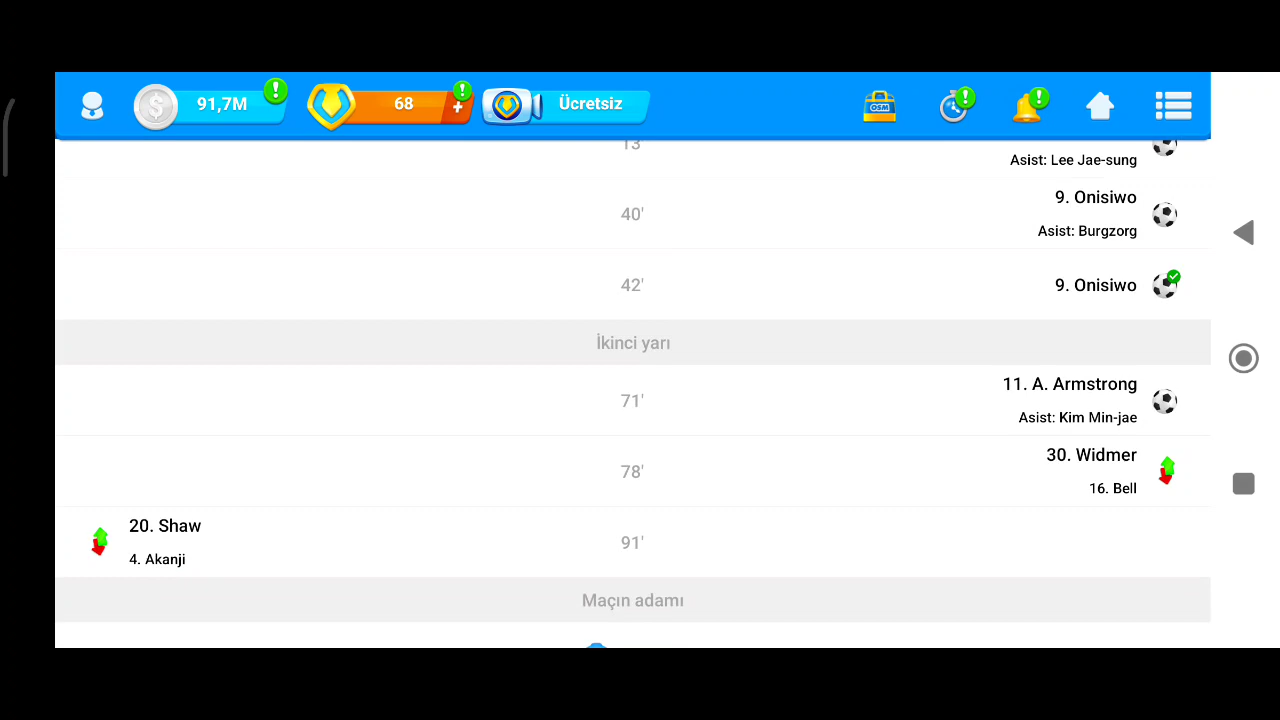 91,7M
68
Ücretsiz
OSM
13'
Asist: Lee Jae-sung
40'
9. Onisiwo
Asist: Burgzorg
42'
9. Onisiwo
İkinci yarı
71'
11. A. Armstrong
Asist: Kim Min-jae
78'
30. Widmer
16. Bell
20. Shaw
4. Akanji
91'
Maçın adamı